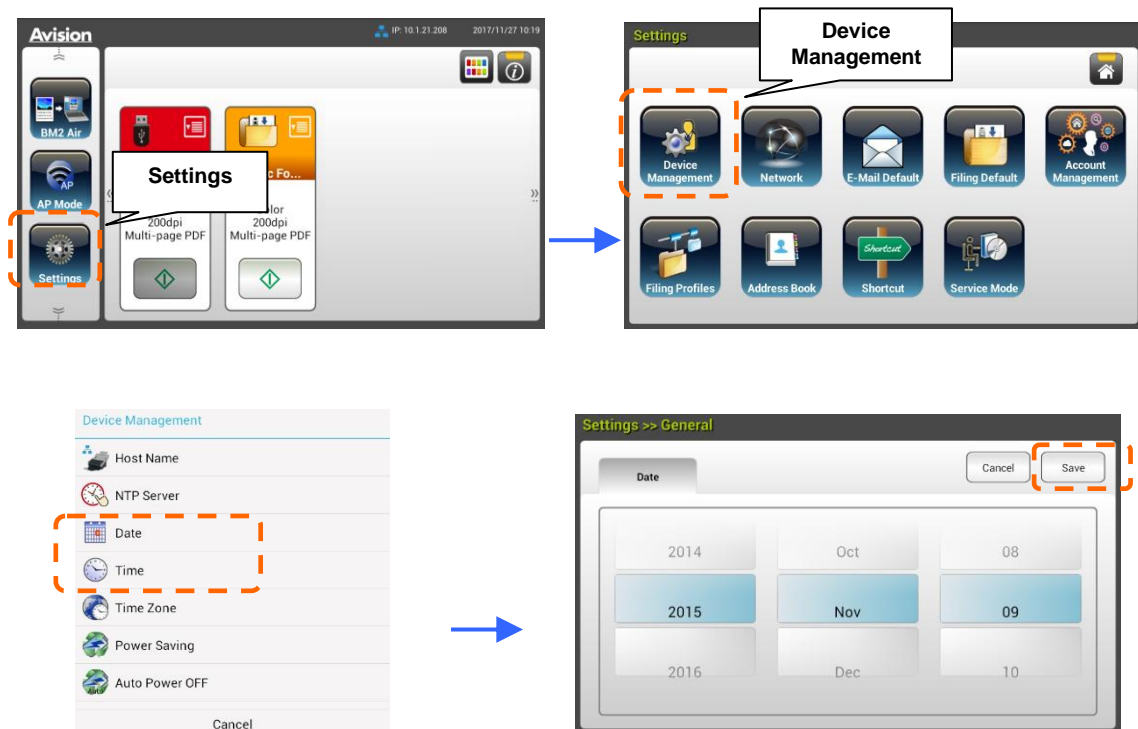 Avision
IP: 10.1.21.208 2017/11/27 10:19
BM2 Air
AP
AP Mode
Settings
Settings
c Fo...
lor
200dpi
200dpi
Multi-page PDF
Multi-page PDF
Settings
Device
Management
Device
Management
Network
E-Mail Default
Filing Default
Account
Management
Filing Profiles
Address Book
Shortcut
Shortcut
Service Mode
Device Management
Host Name
NTP Server
Date
Time
Time Zone
Power Saving
Auto
Auto Power OFF
Cancel
Settings >> General
Date
Cancel
Save
2014 Oct 08
2015 Nov 09
2016 Dec 10